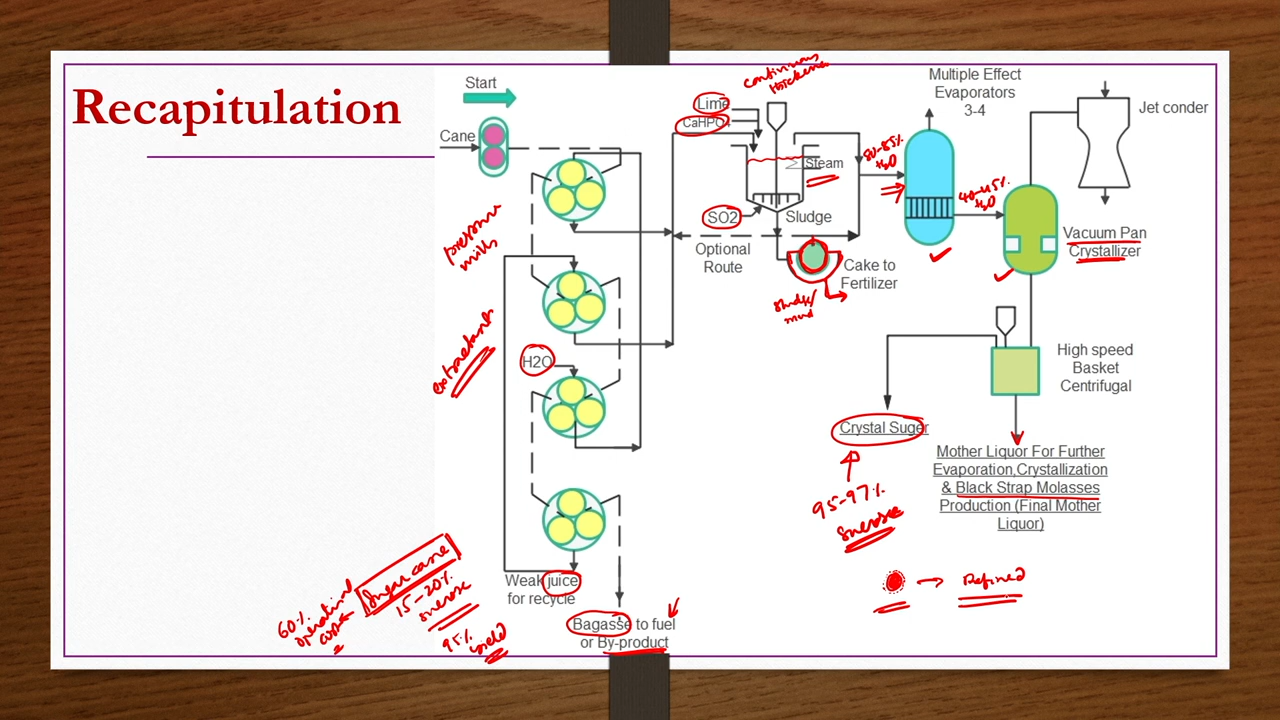 Recapitulation
Start
Cane
pressure
mills
extractant
H2O
Weak juice
for recycle
Bagasse to fuel
or By-product
Sugar cane
15-20%
sucrose
95% yield
60%
operational
continuous
thickener
Lime
CaHPO4
Steam
SO2
Sludge
Optional
Route
Cake to
Fertilizer
Sludge/
mud
80-85%
H2O
Multiple Effect
Evaporators
3-4
40-45%
H2O
Jet conder
Vacuum Pan
Crystallizer
High speed
Basket
Centrifugal
Crystal Suger
95-97%
sucrose
Mother Liquor For Further
Evaporation,Crystallization
& Black Strap Molasses
Production (Final Mother
Liquor)
Refined